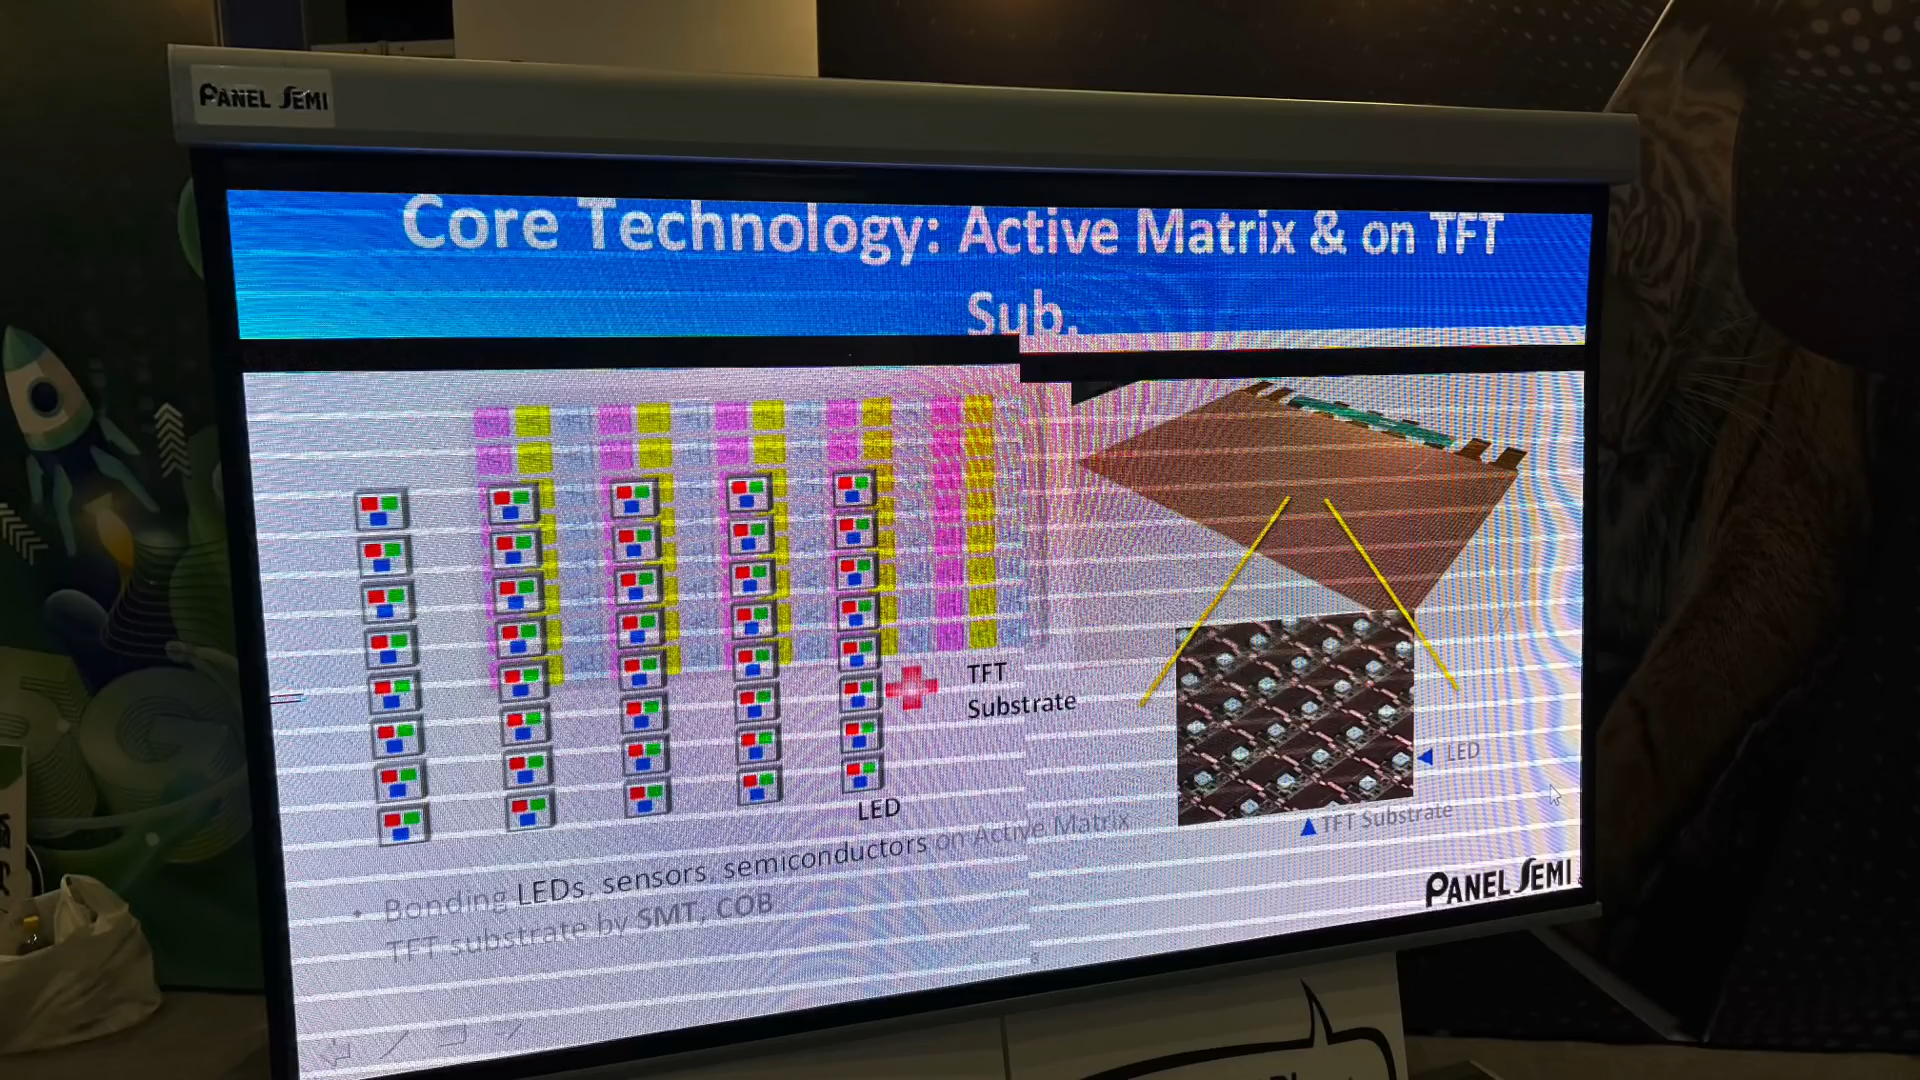 PANEL SEMI
Core Technology: Active Matrix & on TFT
Sub.
TFT
Substrate
LED
LED
TFT Substrate
• Bonding LEDs, sensors, semiconductors on Active Matrix
TFT substrate by SMT, COB
PANEL SEMI